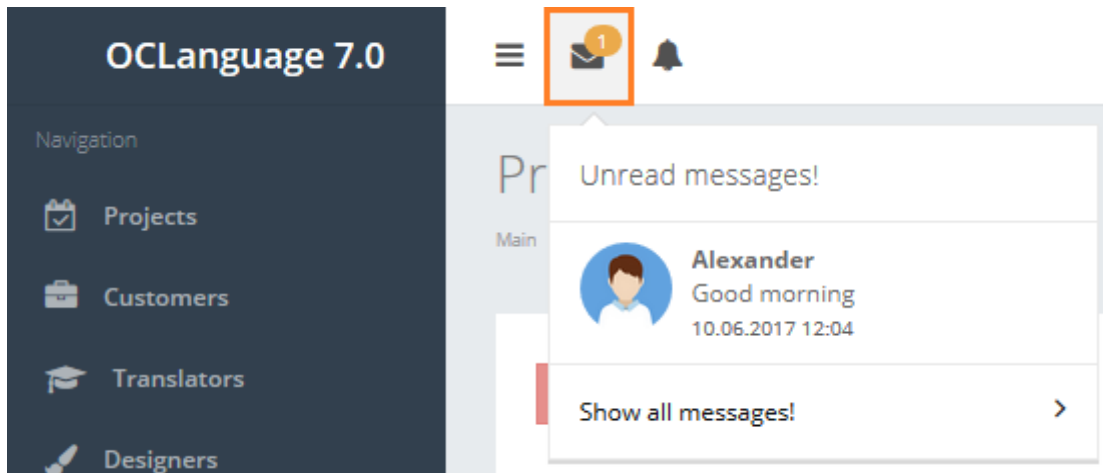 OCLanguage 7.0
1
Navigation
Projects
Customers
Translators
Designers
Pr
Main
Unread messages!
Alexander
Good morning
10.06.2017 12:04
Show all messages!